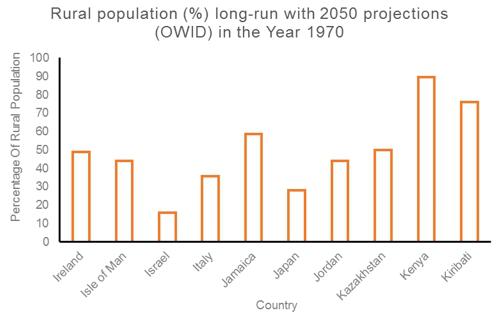 Rural population (%) long-run with 2050 projections
(OWID) in the Year 1970
Percentage Of Rural Population
100
90
80
70
60
50
40
30
20
10
0
Ireland
Isle of Man
Israel
Italy
Jamaica
Japan
Jordan
Kazakhstan
Kenya
Kiribati
Country